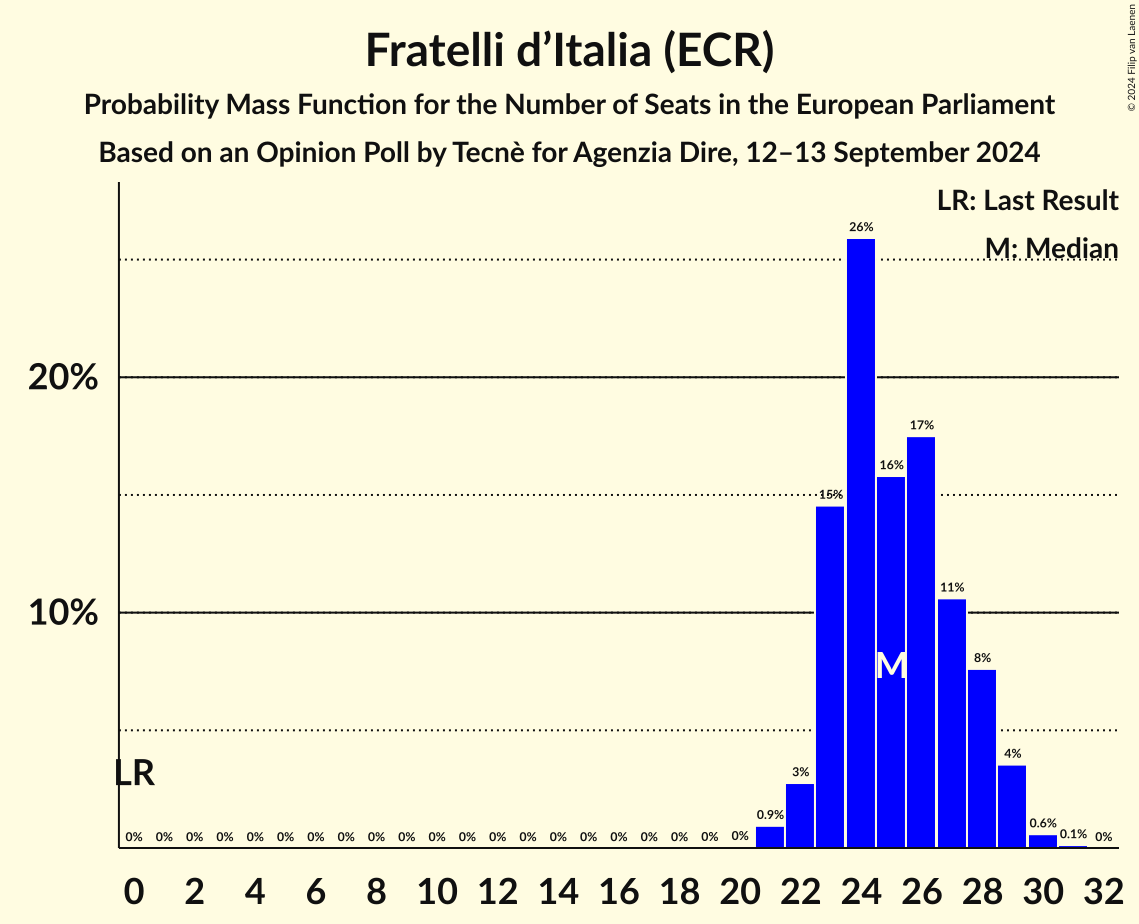 Fratelli d’Italia (ECR)
Probability Mass Function for the Number of Seats in the European Parliament
Based on an Opinion Poll by Tecnè for Agenzia Dire, 12–13 September 2024
© 2024 Filip van Laenen
LR: Last Result
M: Median
20%
10%
LR
M
0% 0% 0% 0% 0% 0% 0% 0% 0% 0% 0% 0% 0% 0% 0% 0% 0% 0% 0% 0% 0% 0.9% 3% 15% 26% 16% 17% 11% 8% 4% 0.6% 0.1% 0%
0 2 4 6 8 10 12 14 16 18 20 22 24 26 28 30 32